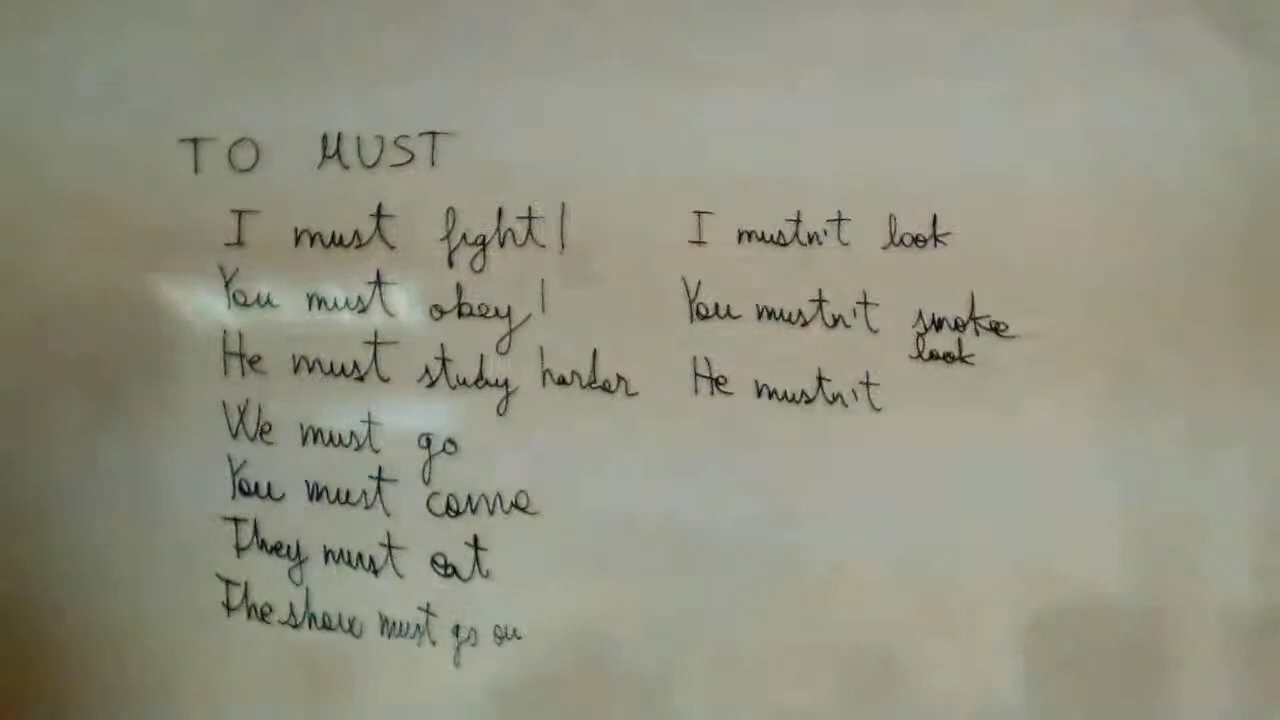 TO MUST
I must fight!
You must obey!
He must study harder
We must go
You must come
They must eat
The show must go on
I mustn't look
You mustn't smoke
look
He mustn't